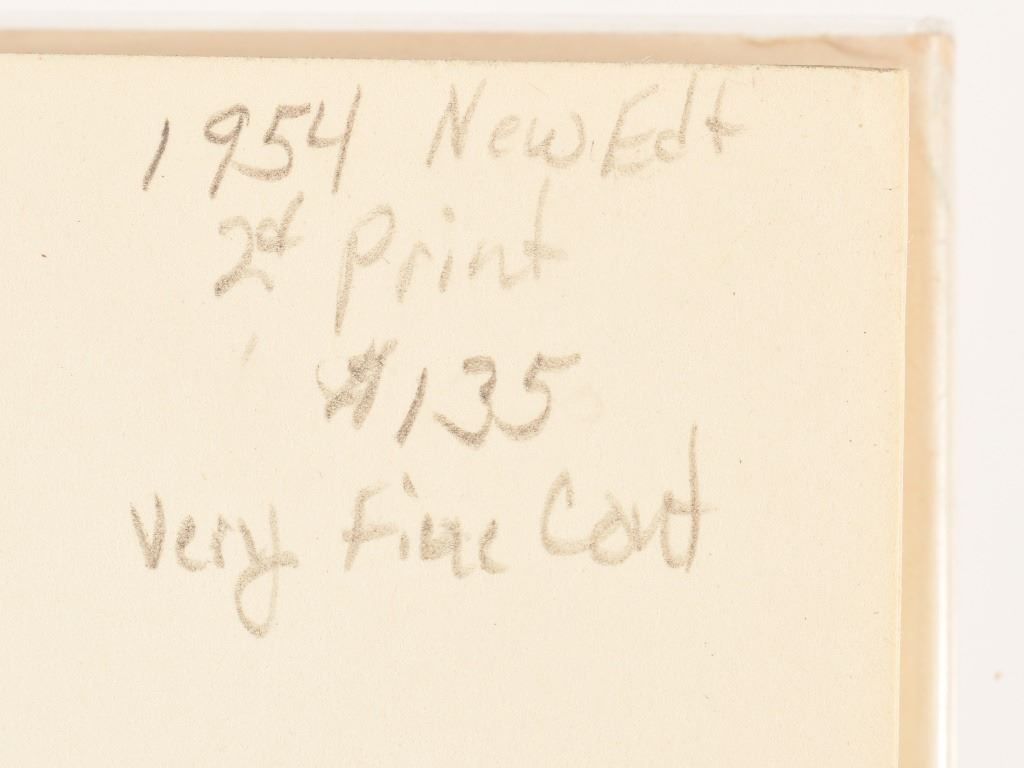 1954 New Edt
2d Print
$135
Very Fine Cond